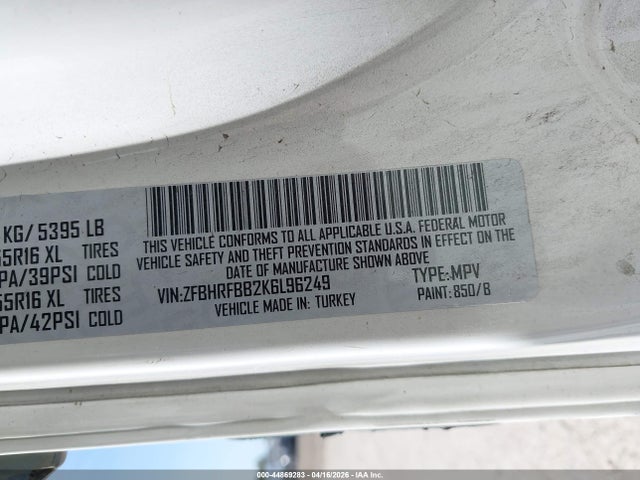 KG/ 5395 LB
55R16 XL TIRES
PA/39PSI COLD
55R16 XL TIRES
PA/42PSI COLD
THIS VEHICLE CONFORMS TO ALL APPLICABLE U.S.A. FEDERAL MOTOR
VEHICLE SAFETY AND THEFT PREVENTION STANDARDS IN EFFECT ON THE
DATE OF MANUFACTURE SHOWN ABOVE
VIN:ZFBHRFBB2K6L96249 TYPE:MPV
VEHICLE MADE IN: TURKEY PAINT: 850/B
000-44869283 - 04/16/2026 - IAA Inc.